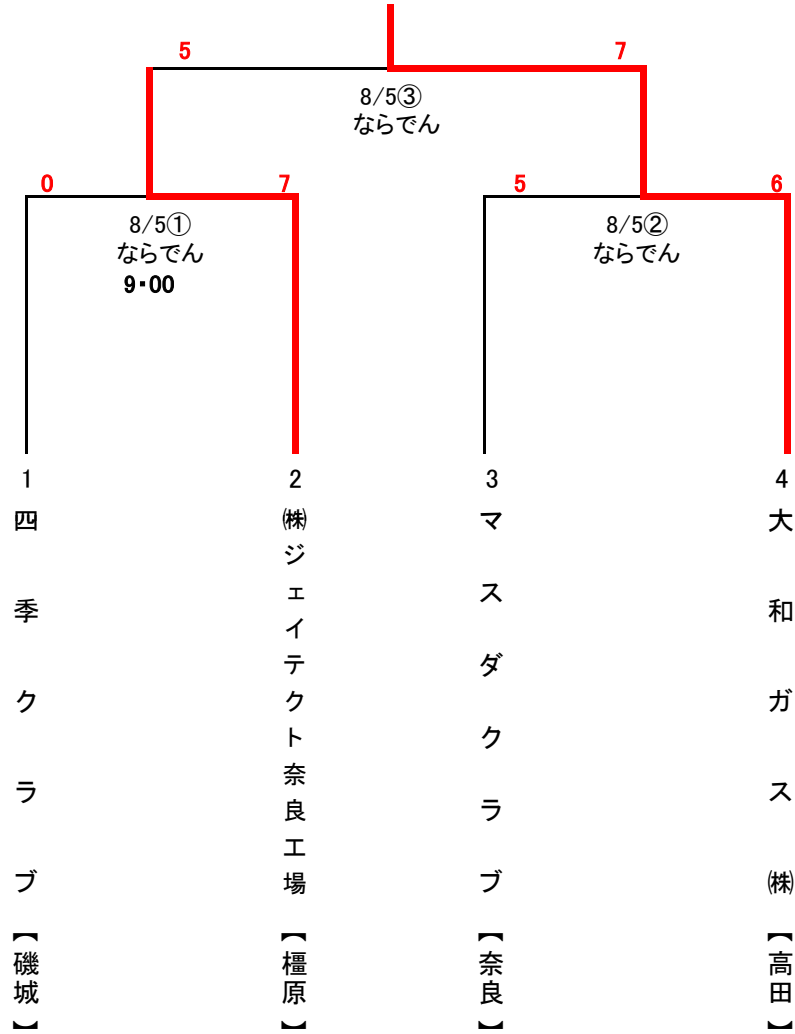 5
7
8/5③
ならでん
0
7
5
6
8/5①
ならでん
9・00
8/5②
ならでん
1
2
3
4
四季クラブ【磯城】
㈱ジェイテクト奈良工場【橿原】
マスダクラブ【奈良】
大和ガス㈱【高田】